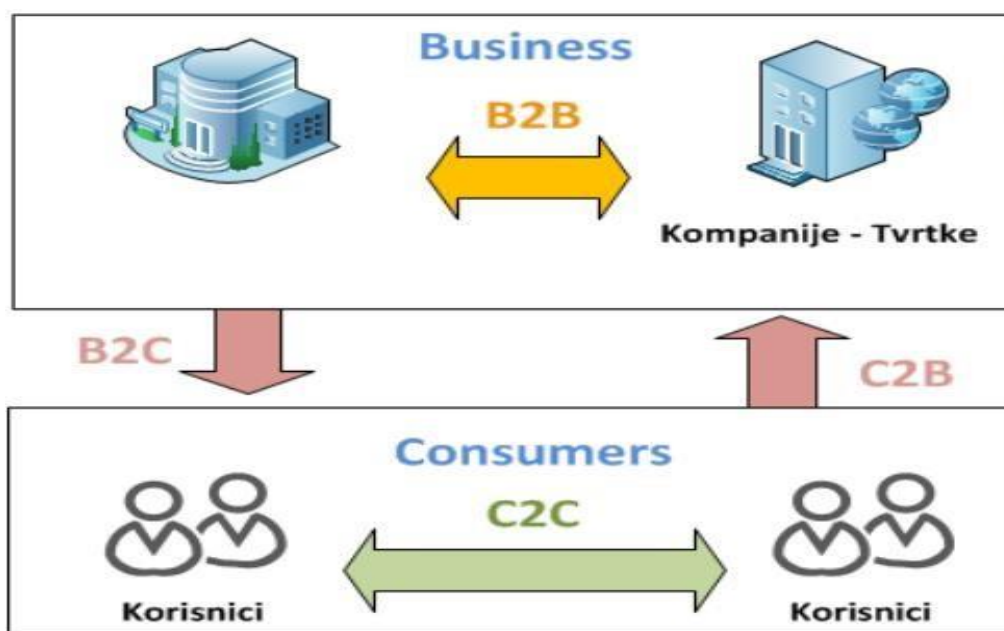 Business
B2B
Kompanije - Tvrtke
B2C
C2B
Consumers
C2C
Korisnici
Korisnici